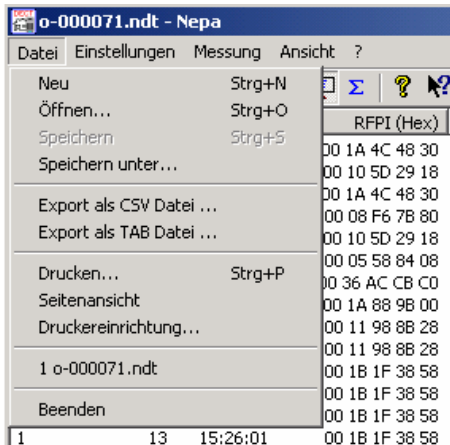 o-000071.ndt - Nepa
Datei Einstellungen Messung Ansicht ?
Neu Strg+N
Öffnen... Strg+O
Speichern Strg+S
Speichern unter...
Export als CSV Datei ...
Export als TAB Datei ...
Drucken... Strg+P
Seitenansicht
Druckereinrichtung...
1 o-000071.ndt
Beenden
Σ ? ?
RFPI (Hex)
00 1A 4C 48 30
00 10 5D 29 18
00 1A 4C 48 30
00 08 F6 7B 80
00 10 5D 29 18
00 05 58 84 08
00 36 AC CB C0
00 1A 88 9B 00
00 11 98 8B 28
00 11 98 8B 28
00 1B 1F 38 58
00 1B 1F 38 58
00 1B 1F 38 58
1 13 15:26:01 00 1B 1F 38 58